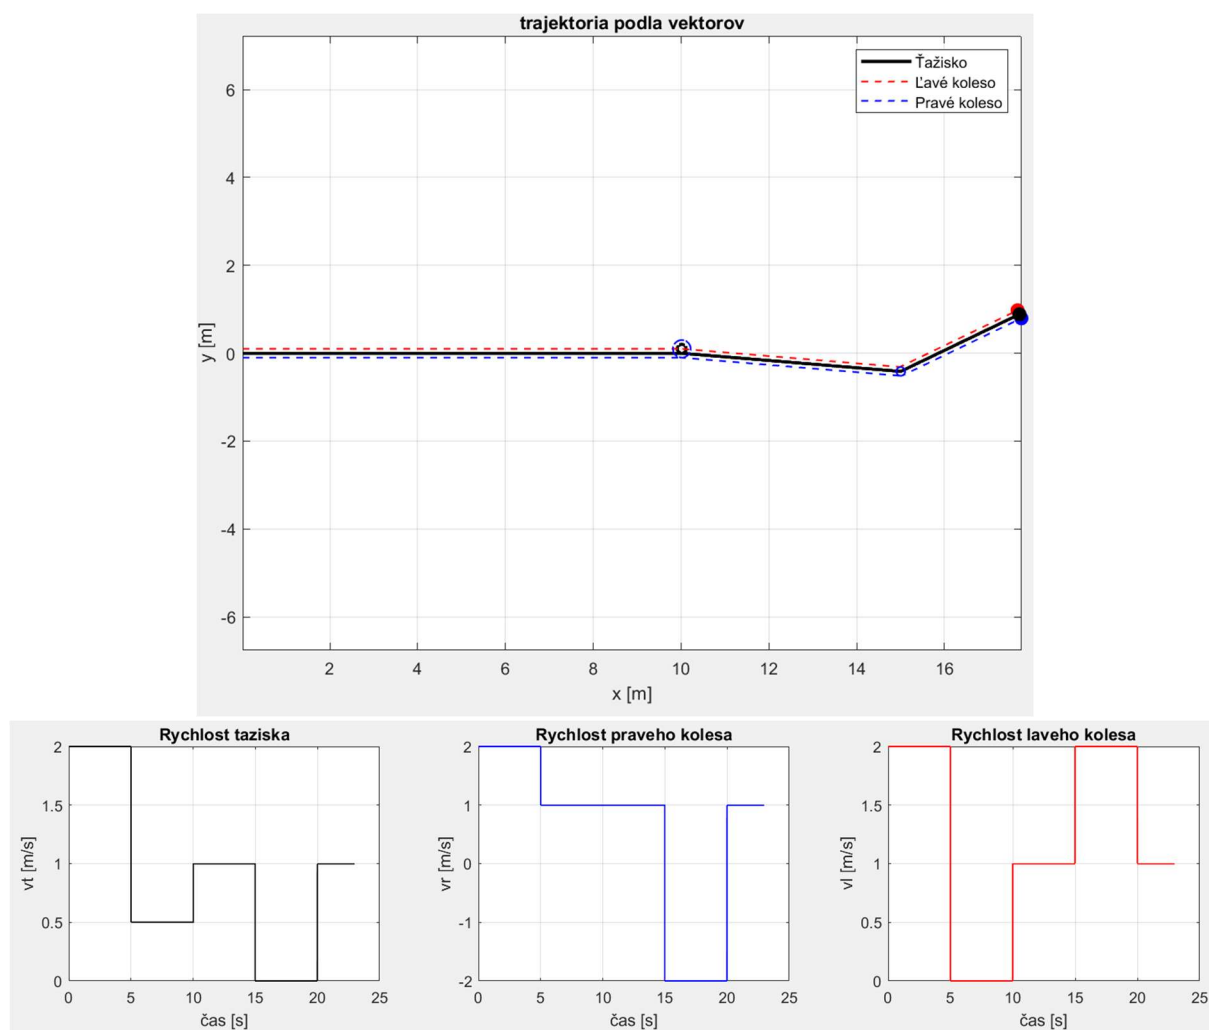 trajektoria podla vektorov
Ťažisko
Ľavé koleso
Pravé koleso
6
4
2
0
-2
-4
-6
y [m]
2 4 6 8 10 12 14 16
x [m]
Rychlost taziska
2
1.5
1
0.5
0
vt [m/s]
0 5 10 15 20 25
čas [s]
Rychlost praveho kolesa
2
1
0
-1
-2
vr [m/s]
0 5 10 15 20 25
čas [s]
Rychlost laveho kolesa
2
1.5
1
0.5
0
vl [m/s]
0 5 10 15 20 25
čas [s]